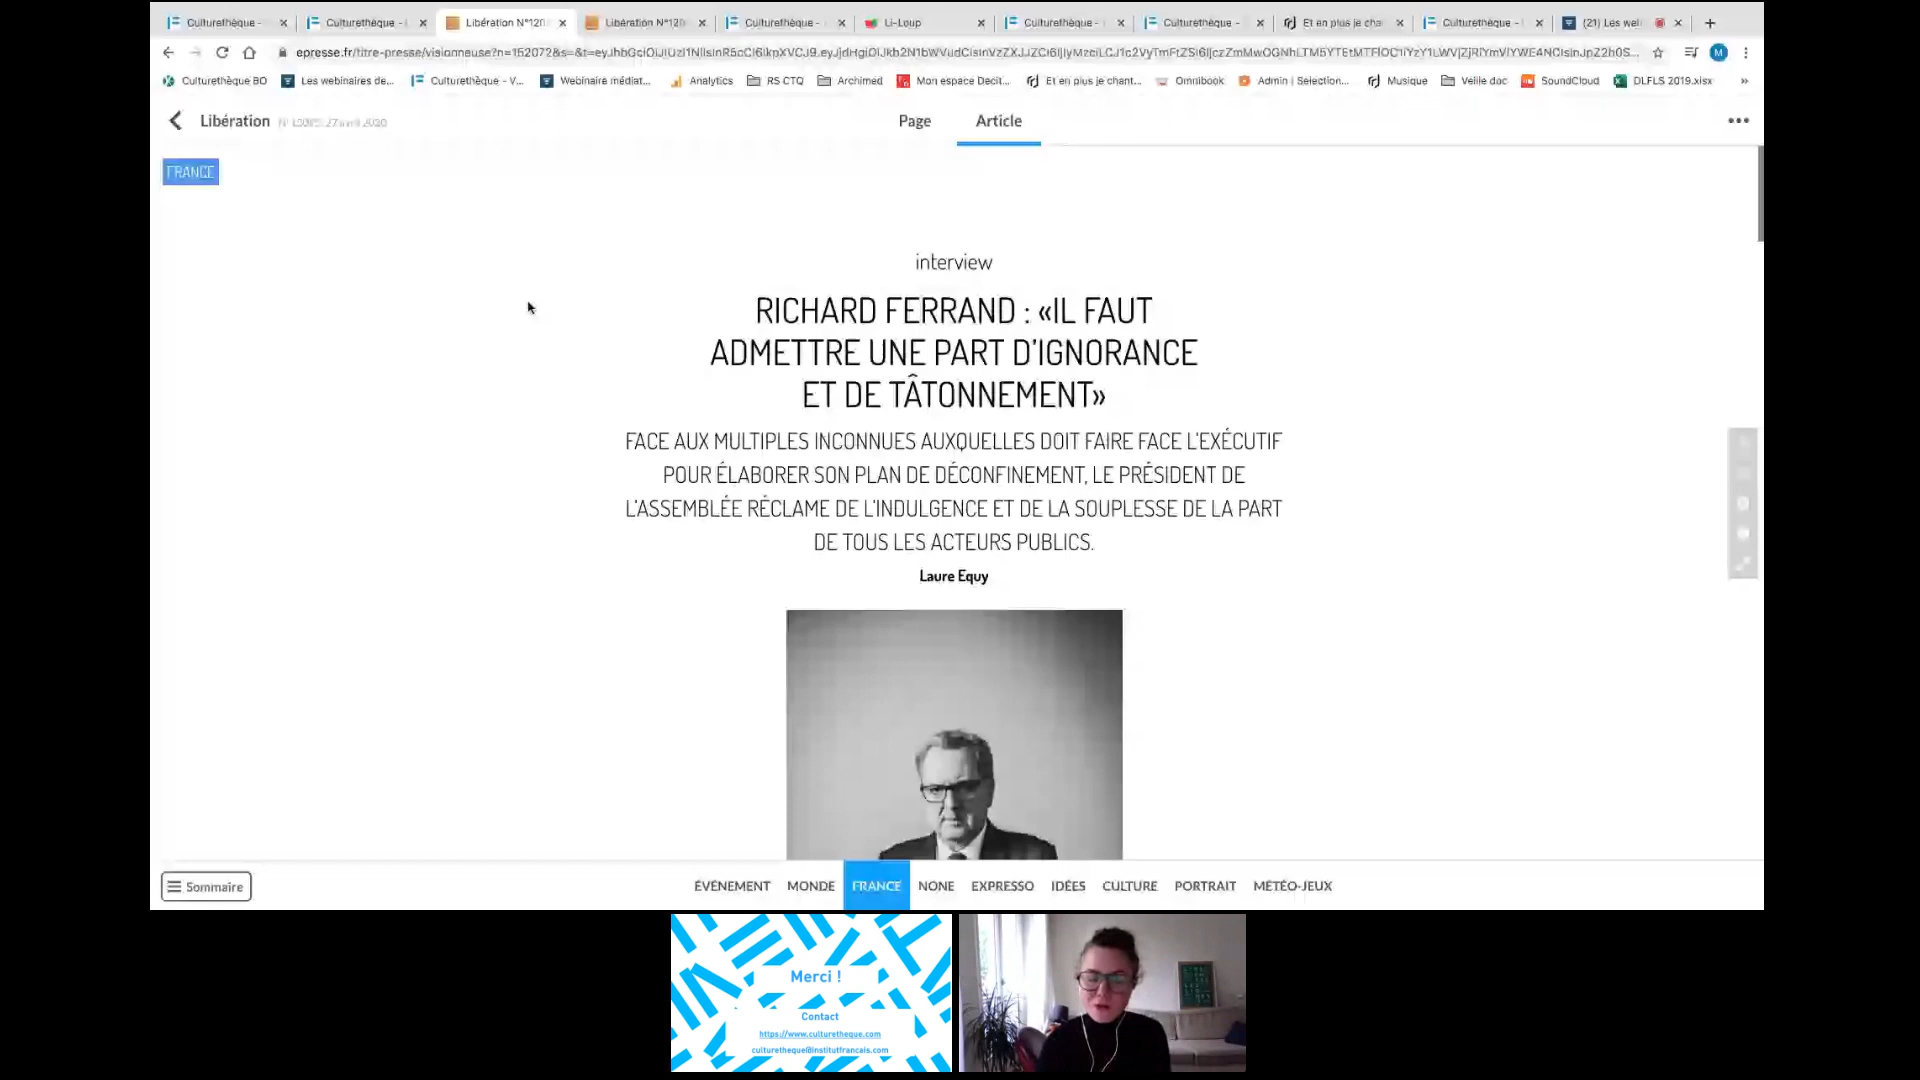 Culturethèque -
Culturethèque -
Libération N°120
Libération N°120
Culturethèque -
Li-Loup
Culturethèque -
Culturethèque -
Et en plus je cha
Culturethèque -
(21) Les wel
Culturethèque BO
Les webinaires de...
Culturethèque - V...
Webinaire médiat...
Analytics
RS CTQ
Archimed
Mon espace Decit...
Et en plus je chant...
Omnibook
Admin | Selection...
Musique
Veille doc
SoundCloud
DLFLS 2019.xlsx
»
Libération
27 avril 2020
Page
Article
FRANCE
interview
RICHARD FERRAND : «IL FAUT
ADMETTRE UNE PART D'IGNORANCE
ET DE TÂTONNEMENT»
FACE AUX MULTIPLES INCONNUES AUXQUELLES DOIT FAIRE FACE L'EXÉCUTIF
POUR ÉLABORER SON PLAN DE DÉCONFINEMENT, LE PRÉSIDENT DE
L'ASSEMBLÉE RÉCLAME DE L'INDULGENCE ET DE LA SOUPLESSE DE LA PART
DE TOUS LES ACTEURS PUBLICS.
Laure Equy
Sommaire
ÉVÉNEMENT
MONDE
FRANCE
NONE
EXPRESSO
IDÉES
CULTURE
PORTRAIT
MÉTÉO-JEUX
Merci !
Contact
https://www.culturetheque.com
culturetheque@institutfrancais.com